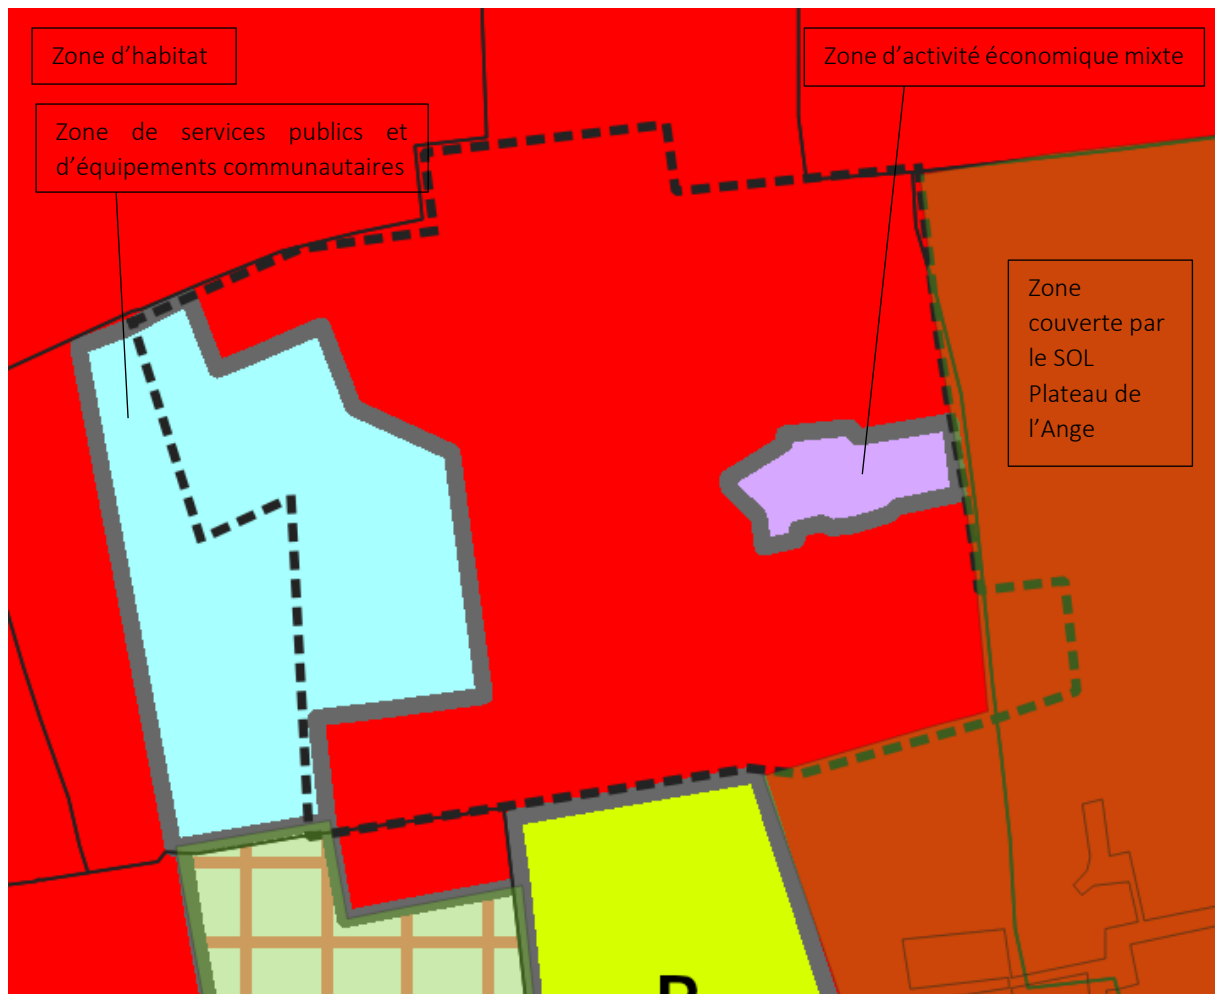 Zone d’habitat
Zone d’activité économique mixte
Zone de services publics et
d’équipements communautaires
Zone
couverte par
le SOL
Plateau de
l’Ange